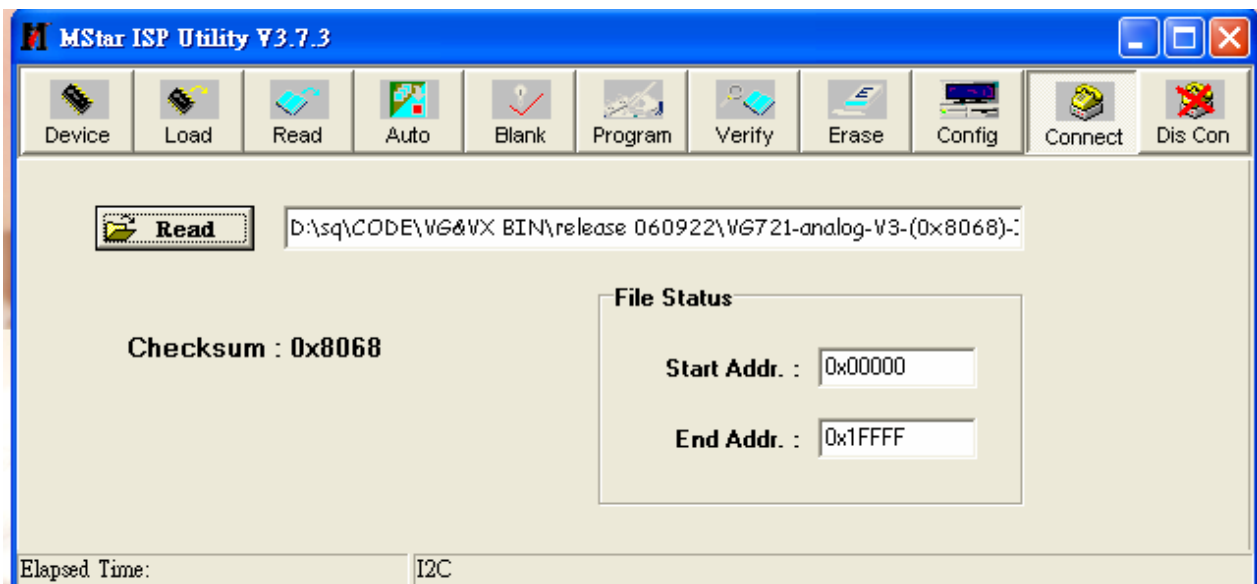 MStar ISP Utility V3.7.3
Device Load Read Auto Blank Program Verify Erase Config Connect Dis Con
Read D:\sq\CODE\VG&VX BIN\release 060922\VG721-analog-V3-(0x8068)-
File Status
Checksum : 0x8068
Start Addr. : 0x00000
End Addr. : 0x1FFFF
Elapsed Time: I2C